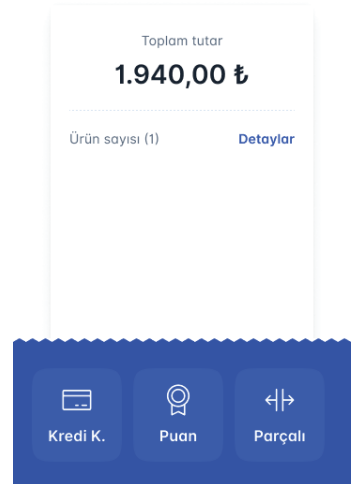 Toplam tutar
1.940,00 ₺
Ürün sayısı (1) Detaylar
Kredi K. Puan Parçalı